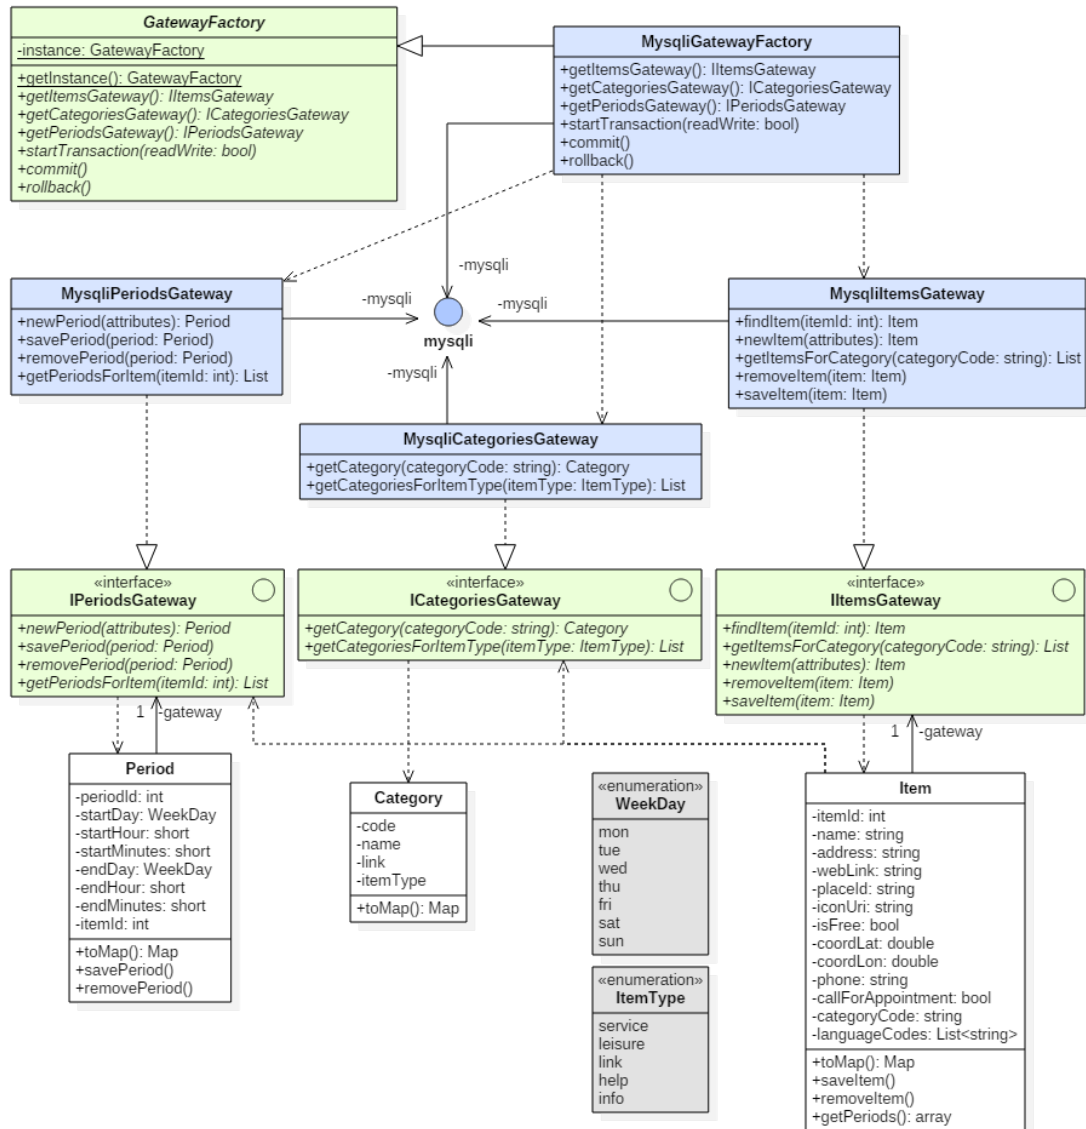 GatewayFactory
-instance: GatewayFactory
+getInstance(): GatewayFactory
+getItemsGateway(): IItemsGateway
+getCategoriesGateway(): ICategoriesGateway
+getPeriodsGateway(): IPeriodsGateway
+startTransaction(readWrite: bool)
+commit()
+rollback()
MysqliGatewayFactory
+getItemsGateway(): IItemsGateway
+getCategoriesGateway(): ICategoriesGateway
+getPeriodsGateway(): IPeriodsGateway
+startTransaction(readWrite: bool)
+commit()
+rollback()
MysqliPeriodsGateway
+newPeriod(attributes): Period
+savePeriod(period: Period)
+removePeriod(period: Period)
+getPeriodsForItem(itemId: int): List
-mysqli
-mysqli
-mysqli
mysqli
-mysqli
MysqliItemsGateway
+findItem(itemId: int): Item
+newItem(attributes): Item
+getItemsForCategory(categoryCode: string): List
+removeItem(item: Item)
+saveItem(item: Item)
MysqliCategoriesGateway
+getCategory(categoryCode: string): Category
+getCategoriesForItemType(itemType: ItemType): List
«interface»
IPeriodsGateway
+newPeriod(attributes): Period
+savePeriod(period: Period)
+removePeriod(period: Period)
+getPeriodsForItem(itemId: int): List
«interface»
ICategoriesGateway
+getCategory(categoryCode: string): Category
+getCategoriesForItemType(itemType: ItemType): List
«interface»
IItemsGateway
+findItem(itemId: int): Item
+getItemsForCategory(categoryCode: string): List
+newItem(attributes): Item
+removeItem(item: Item)
+saveItem(item: Item)
1 -gateway
1 -gateway
Period
-periodId: int
-startDay: WeekDay
-startHour: short
-startMinutes: short
-endDay: WeekDay
-endHour: short
-endMinutes: short
-itemId: int
+toMap(): Map
+savePeriod()
+removePeriod()
Category
-code
-name
-link
-itemType
+toMap(): Map
«enumeration»
WeekDay
mon
tue
wed
thu
fri
sat
sun
«enumeration»
ItemType
service
leisure
link
help
info
Item
-itemId: int
-name: string
-address: string
-webLink: string
-placeId: string
-iconUri: string
-isFree: bool
-coordLat: double
-coordLon: double
-phone: string
-callForAppointment: bool
-categoryCode: string
-languageCodes: List<string>
+toMap(): Map
+saveItem()
+removeItem()
+getPeriods(): array